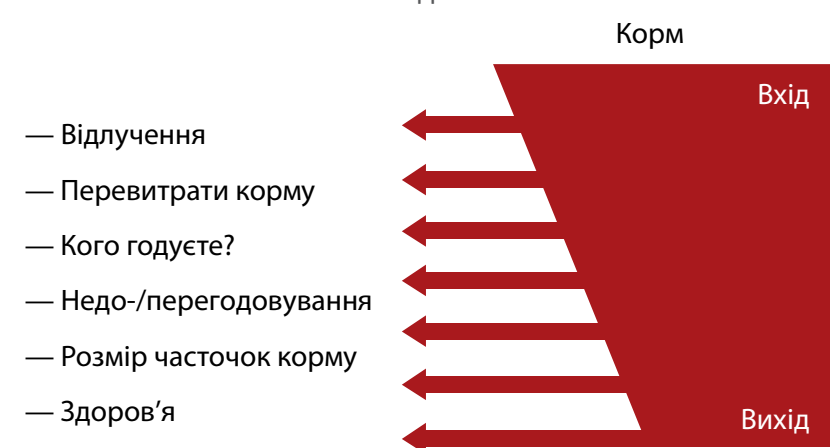 Корм
Вхід
— Відлучення
— Перевитрати корму
— Кого годуєте?
— Недо-/перегодовування
— Розмір часточок корму
— Здоров’я
Вихід